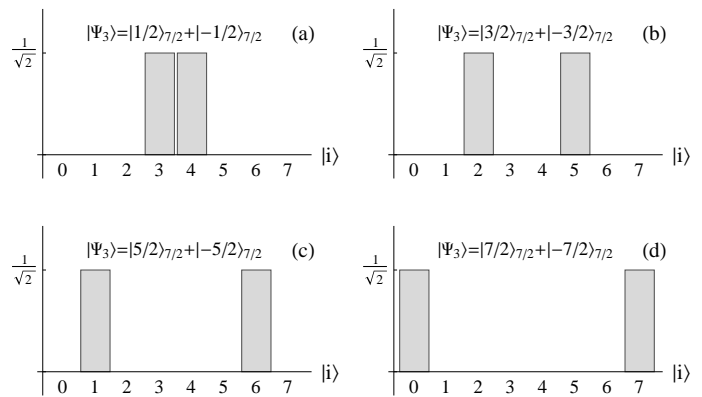 |Ψ₃⟩=|1/2⟩₇/₂+|−1/2⟩₇/₂ (a)
1/√2
|i⟩
0 1 2 3 4 5 6 7
|Ψ₃⟩=|3/2⟩₇/₂+|−3/2⟩₇/₂ (b)
1/√2
|i⟩
0 1 2 3 4 5 6 7
|Ψ₃⟩=|5/2⟩₇/₂+|−5/2⟩₇/₂ (c)
1/√2
|i⟩
0 1 2 3 4 5 6 7
|Ψ₃⟩=|7/2⟩₇/₂+|−7/2⟩₇/₂ (d)
1/√2
|i⟩
0 1 2 3 4 5 6 7